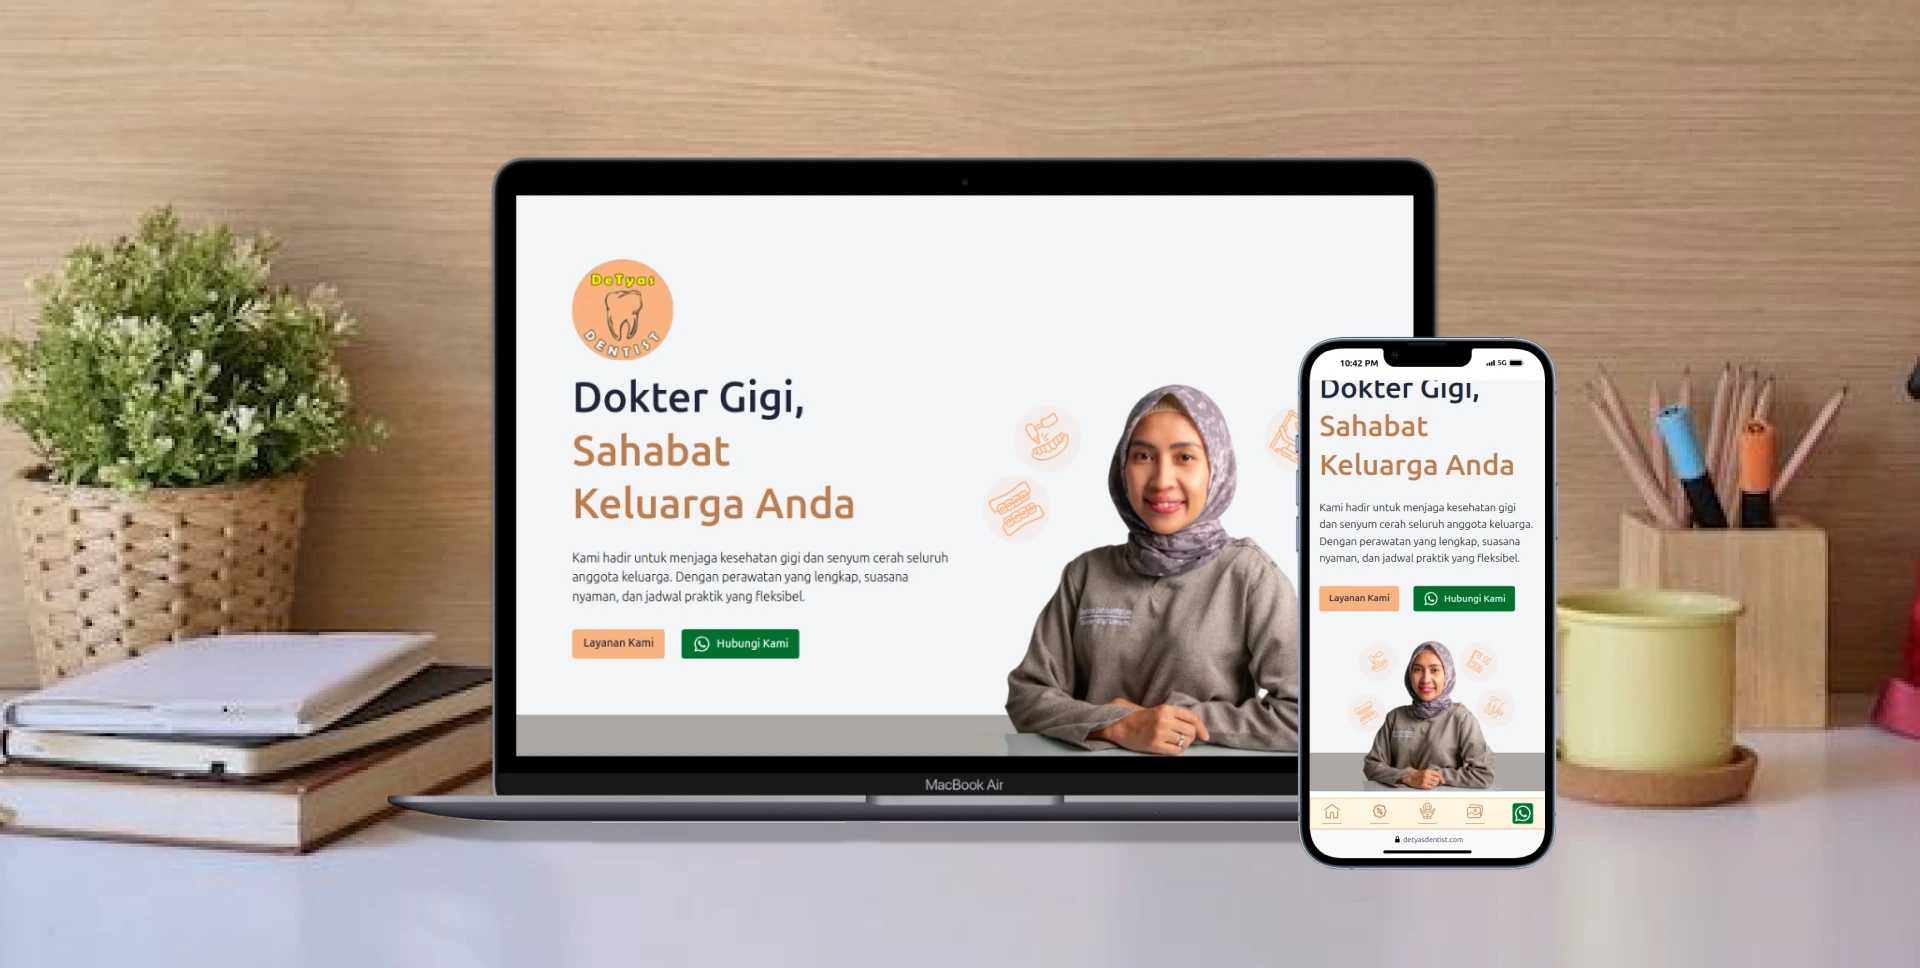 DeTyas
DENTIST
Dokter Gigi,
Sahabat
Keluarga Anda
Kami hadir untuk menjaga kesehatan gigi dan senyum cerah seluruh
anggota keluarga. Dengan perawatan yang lengkap, suasana
nyaman, dan jadwal praktik yang fleksibel.
Layanan Kami
Hubungi Kami
MacBook Air
10:42 PM
5G
Dokter Gigi,
Sahabat
Keluarga Anda
Kami hadir untuk menjaga kesehatan gigi
dan senyum cerah seluruh anggota keluarga.
Dengan perawatan yang lengkap, suasana
nyaman, dan jadwal praktik yang fleksibel.
Layanan Kami
Hubungi Kami
detyasdentist.com